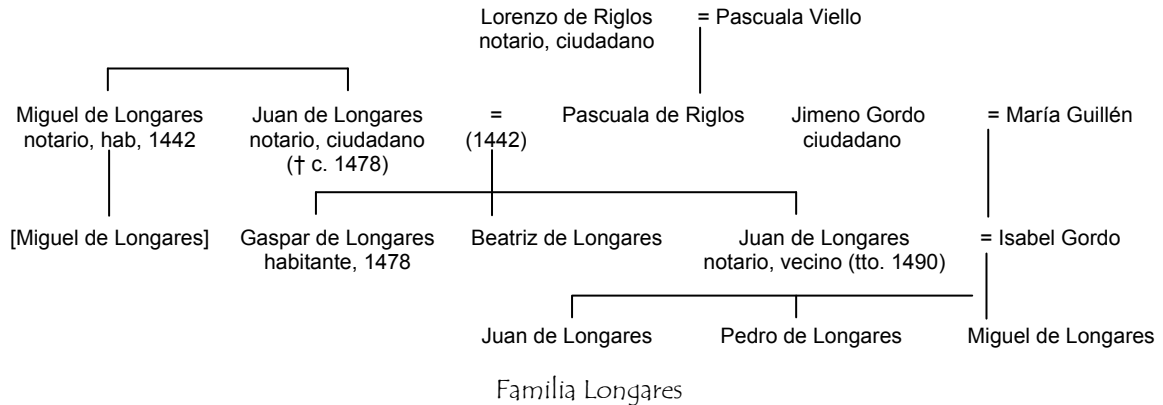 Lorenzo de Riglos = Pascuala Viello
notario, ciudadano
Miguel de Longares Juan de Longares = Pascuala de Riglos Jimeno Gordo = María Guillén
notario, hab, 1442 notario, ciudadano (1442) ciudadano
(† c. 1478)
[Miguel de Longares] Gaspar de Longares Beatriz de Longares Juan de Longares = Isabel Gordo
habitante, 1478 notario, vecino (tto. 1490)
Juan de Longares Pedro de Longares Miguel de Longares
Familia Longares